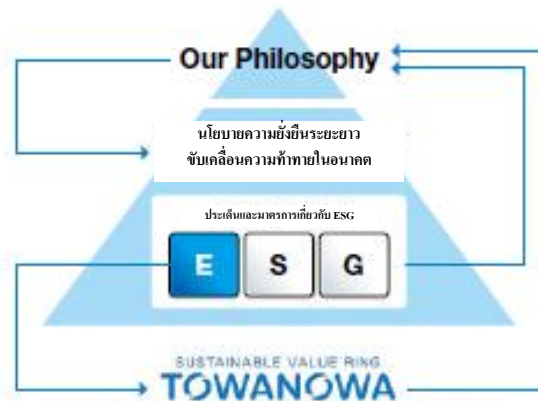 Our Philosophy
นโยบายความยั่งยืนระยะยาว
ขับเคลื่อนความท้าทายในอนาคต
ประเด็นและมาตรการเกี่ยวกับ ESG
E S G
SUSTAINABLE VALUE RING
TOWANOWA